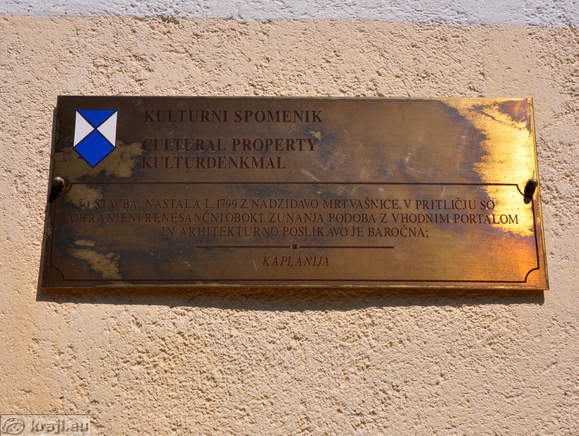 KULTURNI SPOMENIK
CULTURAL PROPERTY
KULTURDENKMAL
STAVBA, NASTALA L. 1799 Z NADZIDAVO MRTVAŠNICE, V PRITLIČJU SO
OHRANJENI RENESANČNI OBOKI. ZUNANJA PODOBA Z VHODNIM PORTALOM
IN ARHITEKTURNO POSLIKAVO JE BAROČNA;
KAPLANIJA
kraji.eu